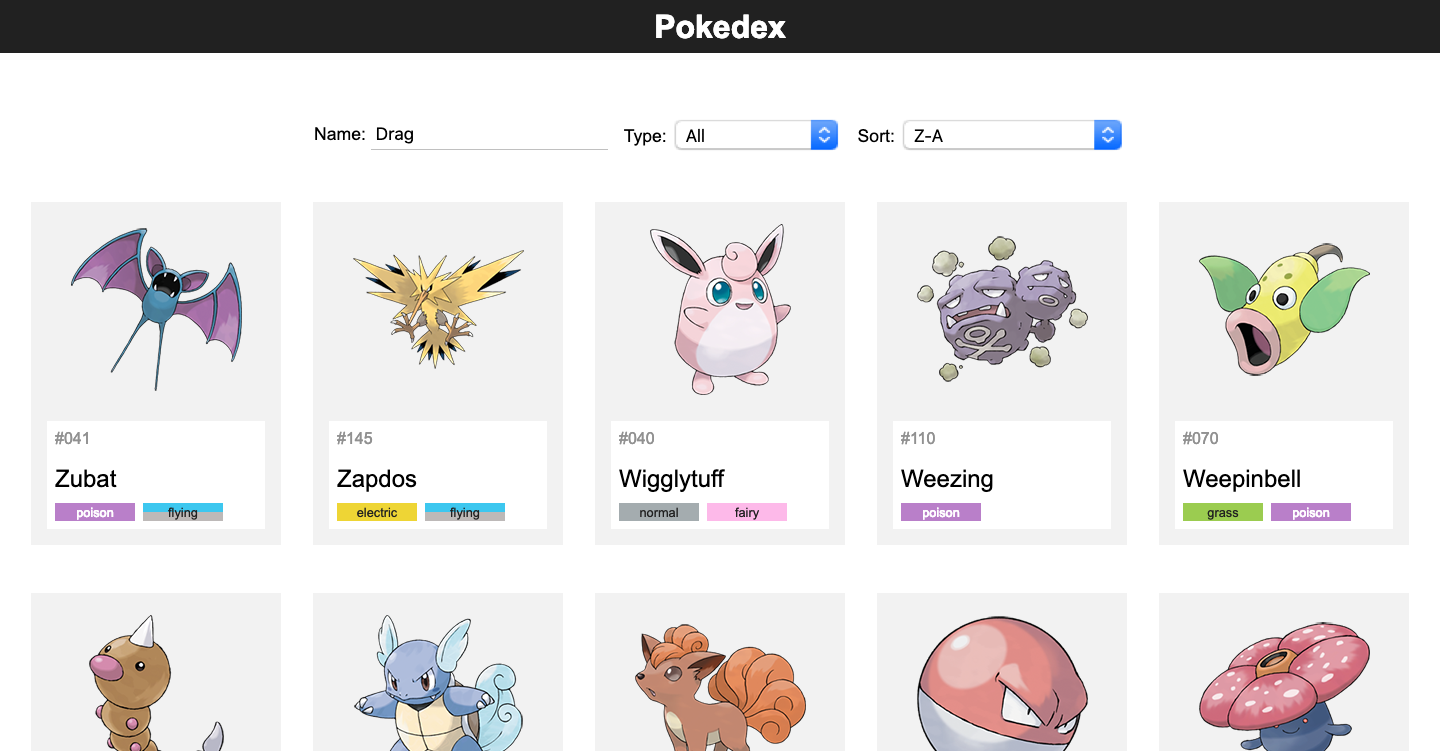 Pokedex
Name: Drag Type: All Sort: Z-A
#041 #145 #040 #110 #070
Zubat Zapdos Wigglytuff Weezing Weepinbell
poison flying electric flying normal fairy poison grass poison